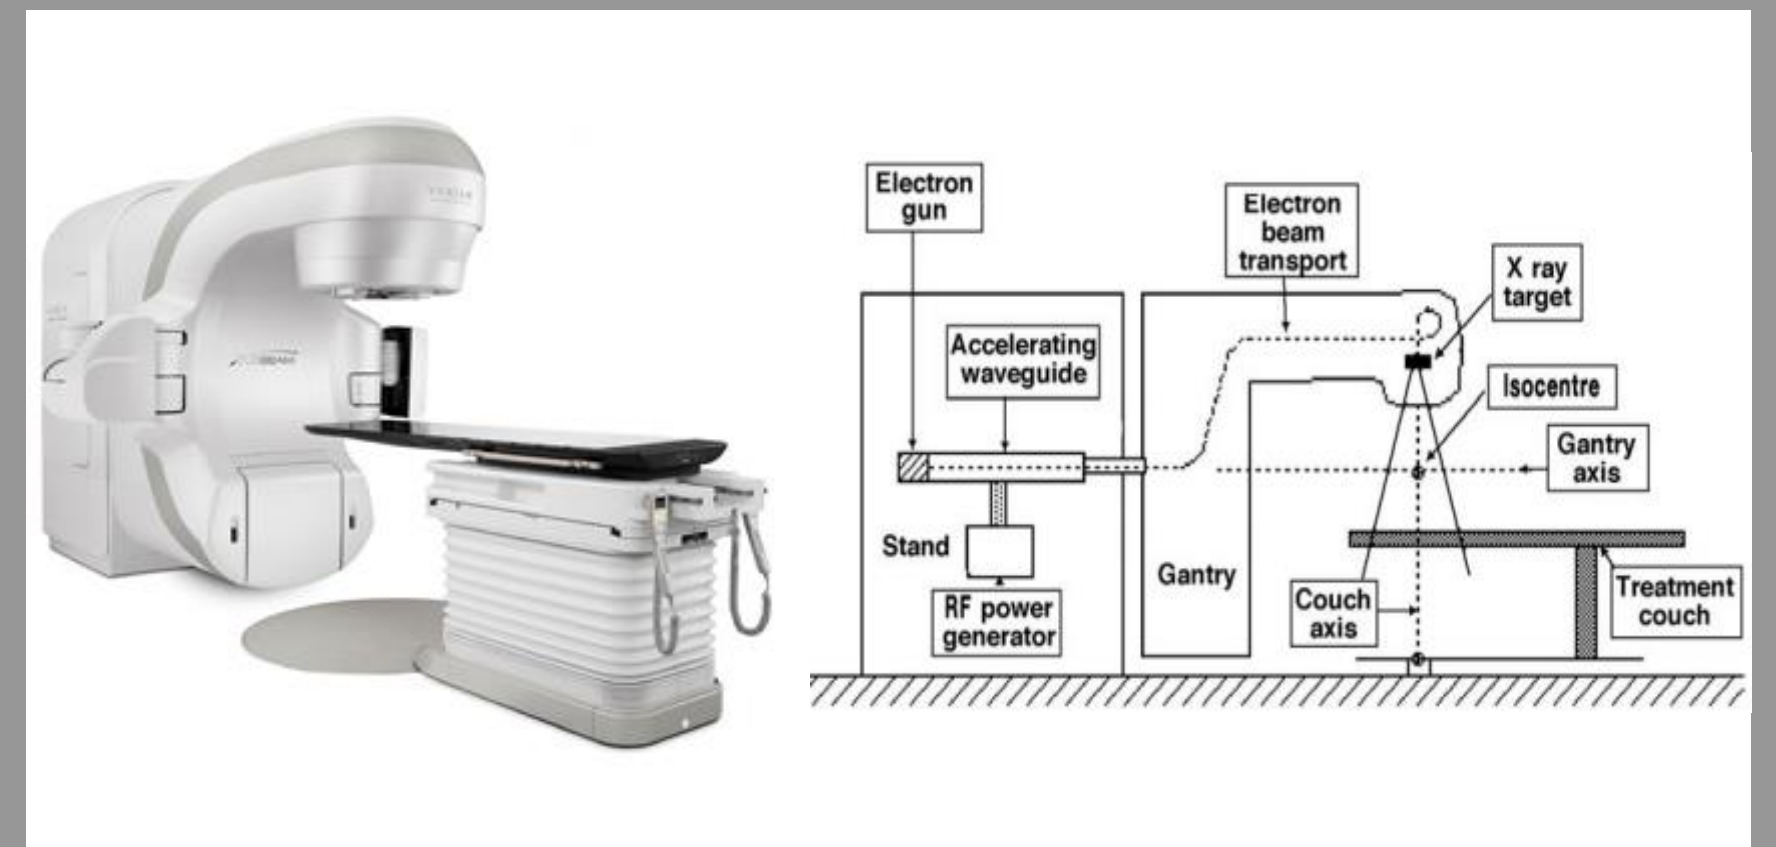 VARIAN
Electron
gun
Electron
beam
transport
X ray
target
Accelerating
waveguide
Isocentre
Gantry
axis
Stand
Gantry
RF power
generator
Couch
axis
Treatment
couch